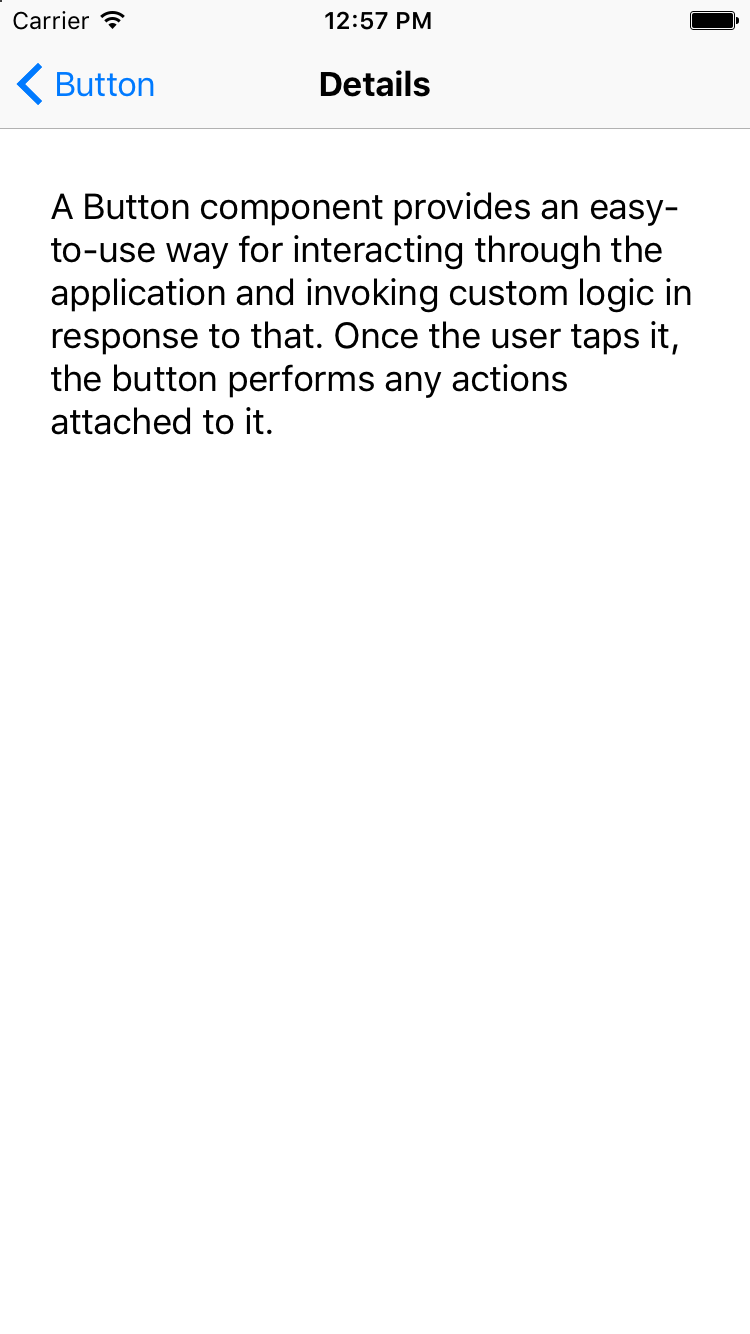 Carrier 12:57 PM
Button Details
A Button component provides an easy-
to-use way for interacting through the
application and invoking custom logic in
response to that. Once the user taps it,
the button performs any actions
attached to it.